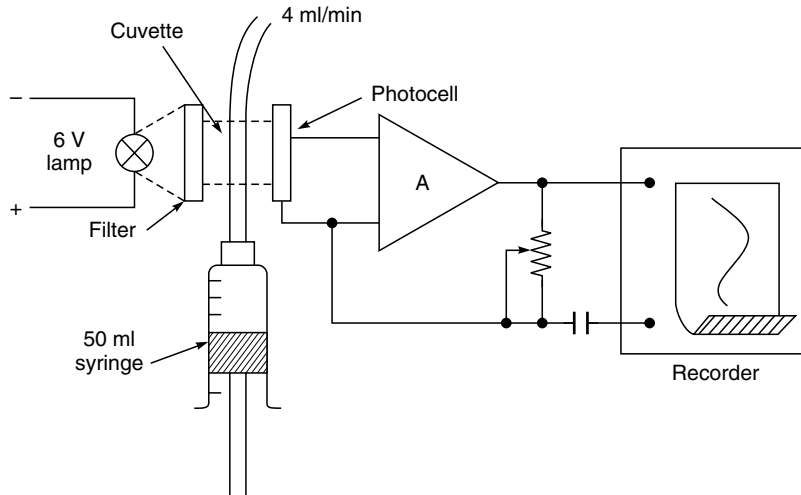 4 ml/min
Cuvette
Photocell
–
6 V
lamp
+
A
Filter
50 ml
syringe
Recorder